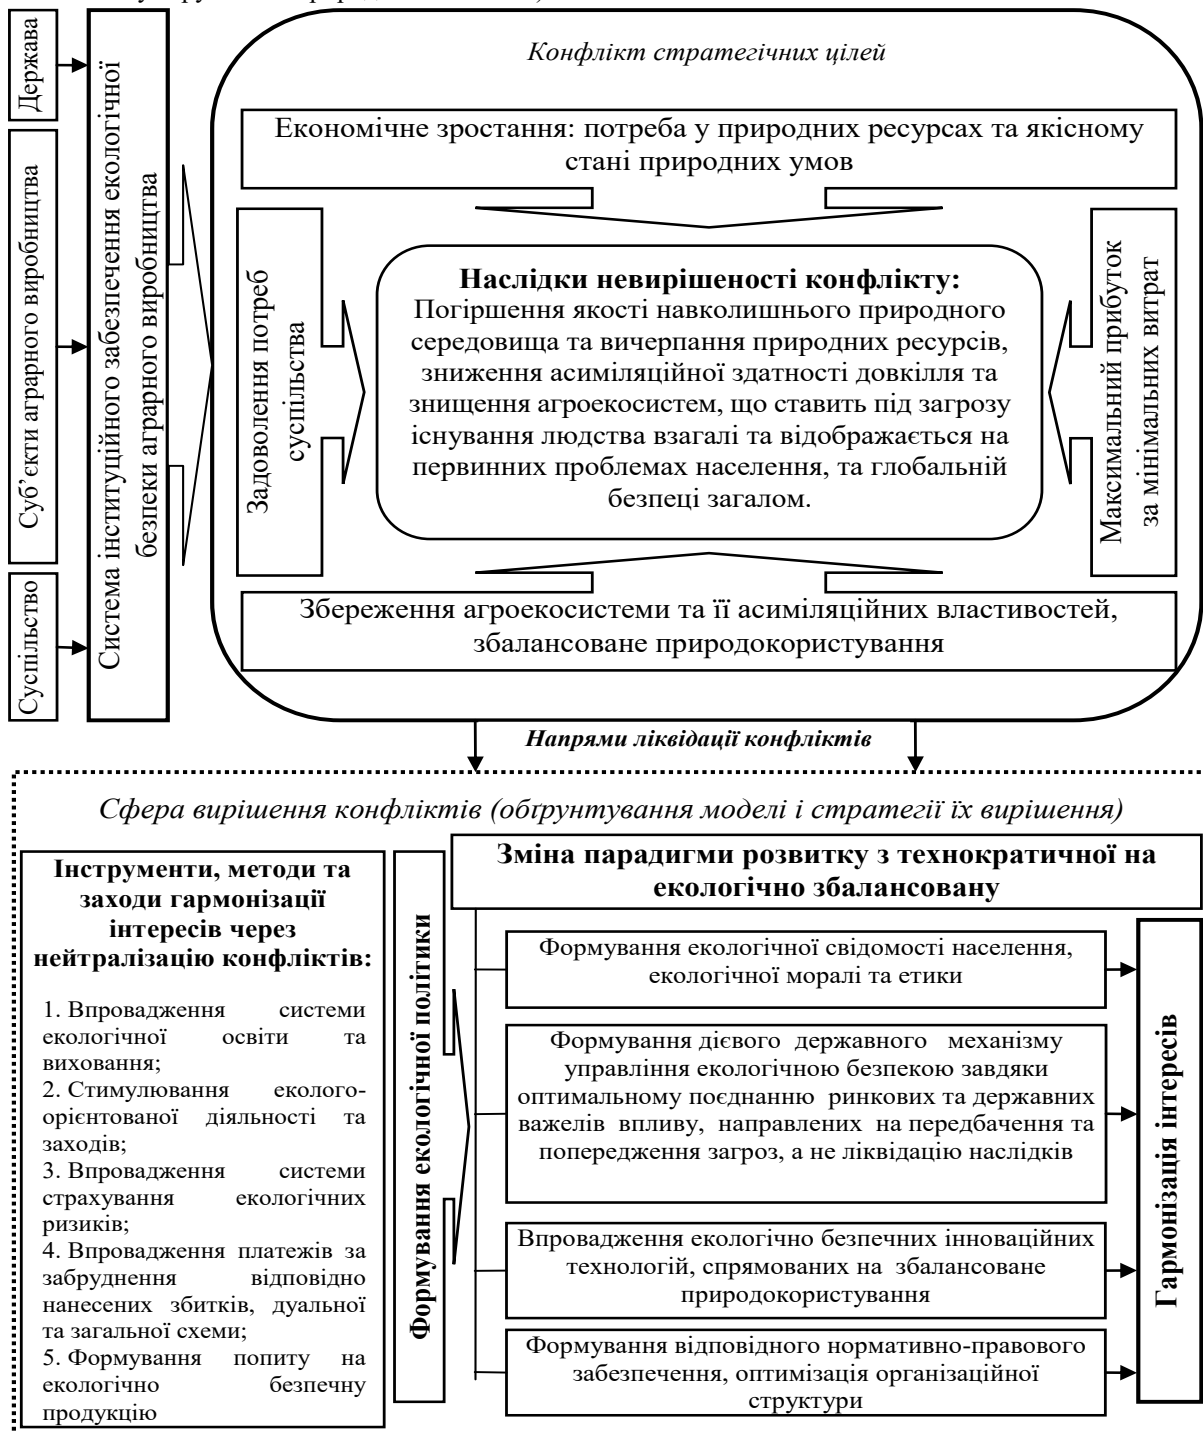 Держава
Суб’єкти аграрного виробництва
Суспільство
Система інституційного забезпечення екологічної
безпеки аграрного виробництва
Конфлікт стратегічних цілей
Економічне зростання: потреба у природних ресурсах та якісному
стані природних умов
Задоволення потреб
суспільства
Наслідки невирішеності конфлікту:
Погіршення якості навколишнього природного
середовища та вичерпання природних ресурсів,
зниження асиміляційної здатності довкілля та
знищення агроекосистем, що ставить під загрозу
існування людства взагалі та відображається на
первинних проблемах населення, та глобальній
безпеці загалом.
Максимальний прибуток
за мінімальних витрат
Збереження агроекосистеми та її асиміляційних властивостей,
збалансоване природокористування
Напрями ліквідації конфліктів
Сфера вирішення конфліктів (обґрунтування моделі і стратегії їх вирішення)
Інструменти, методи та
заходи гармонізації
інтересів через
нейтралізацію конфліктів:
1. Впровадження системи
екологічної освіти та
виховання;
2. Стимулювання еколого-
орієнтованої діяльності та
заходів;
3. Впровадження системи
страхування екологічних
ризиків;
4. Впровадження платежів за
забруднення відповідно
нанесених збитків, дуальної
та загальної схеми;
5. Формування попиту на
екологічно безпечну
продукцію
Формування екологічної політики
Зміна парадигми розвитку з технократичної на
екологічно збалансовану
Формування екологічної свідомості населення,
екологічної моралі та етики
Формування дієвого державного механізму
управління екологічною безпекою завдяки
оптимальному поєднанню ринкових та державних
важелів впливу, направлених на передбачення та
попередження загроз, а не ліквідацію наслідків
Впровадження екологічно безпечних інноваційних
технологій, спрямованих на збалансоване
природокористування
Формування відповідного нормативно-правового
забезпечення, оптимізація організаційної
структури
Гармонізація інтересів